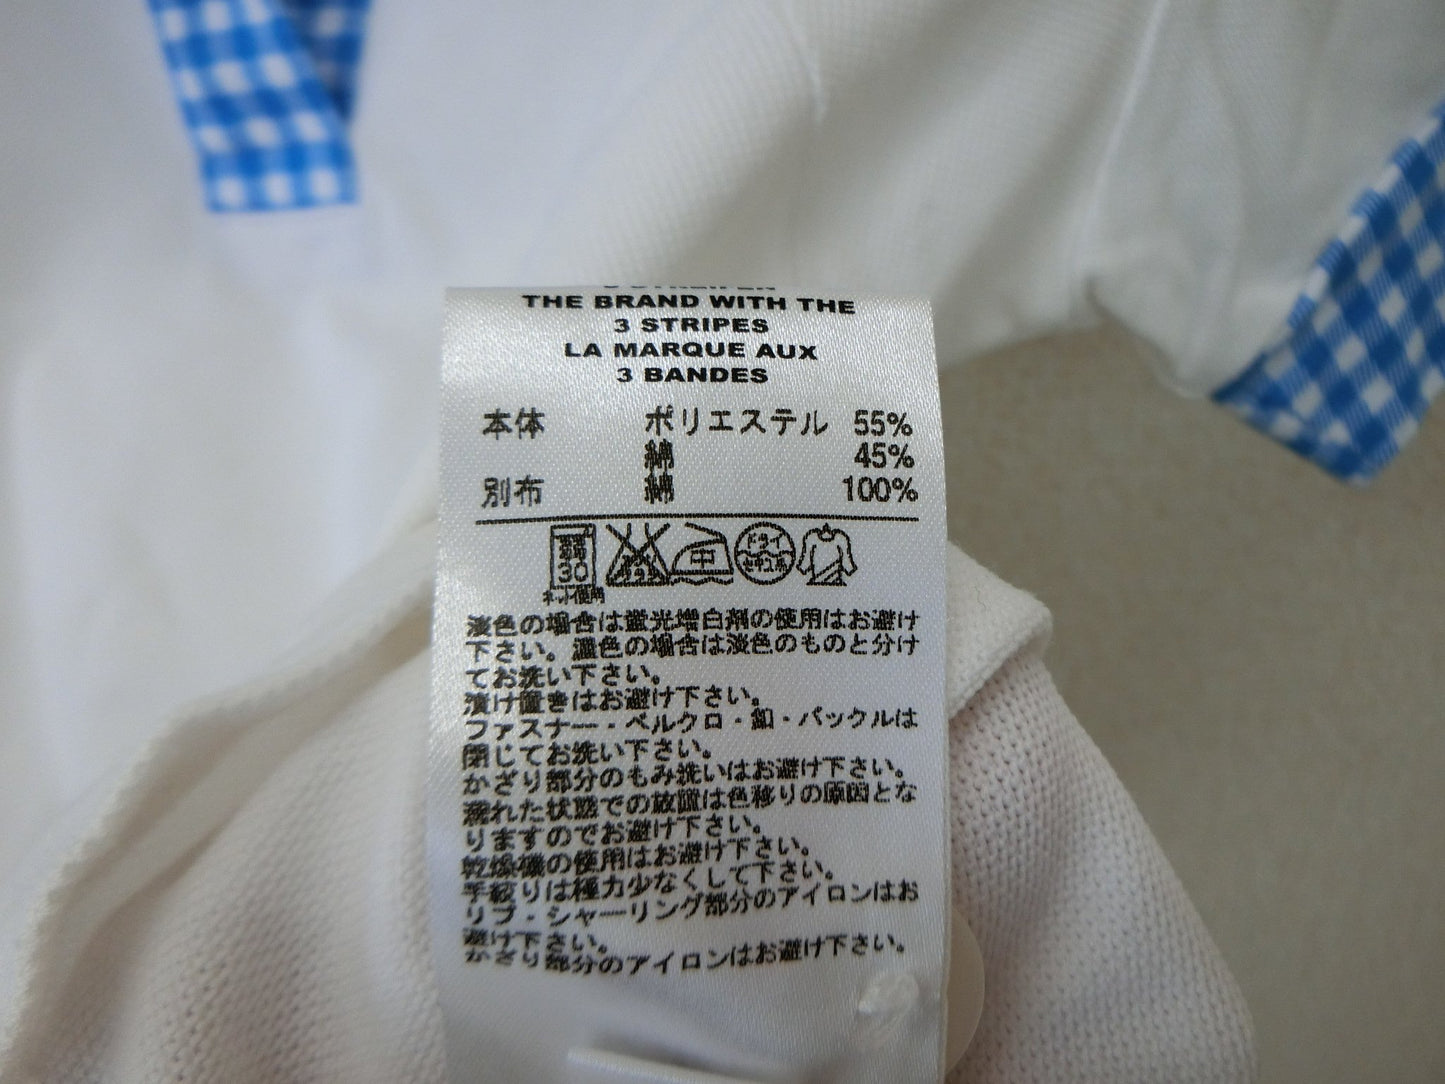 THE BRAND WITH THE
3 STRIPES
LA MARQUE AUX
3 BANDES
本体 ポリエステル 55%
綿 45%
別布 綿 100%
30 中 ドライ
ネット使用
淡色の場合は蛍光増白剤の使用はお避け
下さい。濃色の場合は淡色のものと分け
てお洗い下さい。
漬け置きはお避け下さい。
ファスナー・ベルクロ・釦・バックルは
閉じてお洗い下さい。
かざり部分のもみ洗いはお避け下さい。
濡れた状態での放置は色移りの原因とな
りますのでお避け下さい。
乾燥機の使用はお避け下さい。
手絞りは極力少なくして下さい。
リブ・シャーリング部分のアイロンはお
避け下さい。
かざり部分のアイロンはお避け下さい。